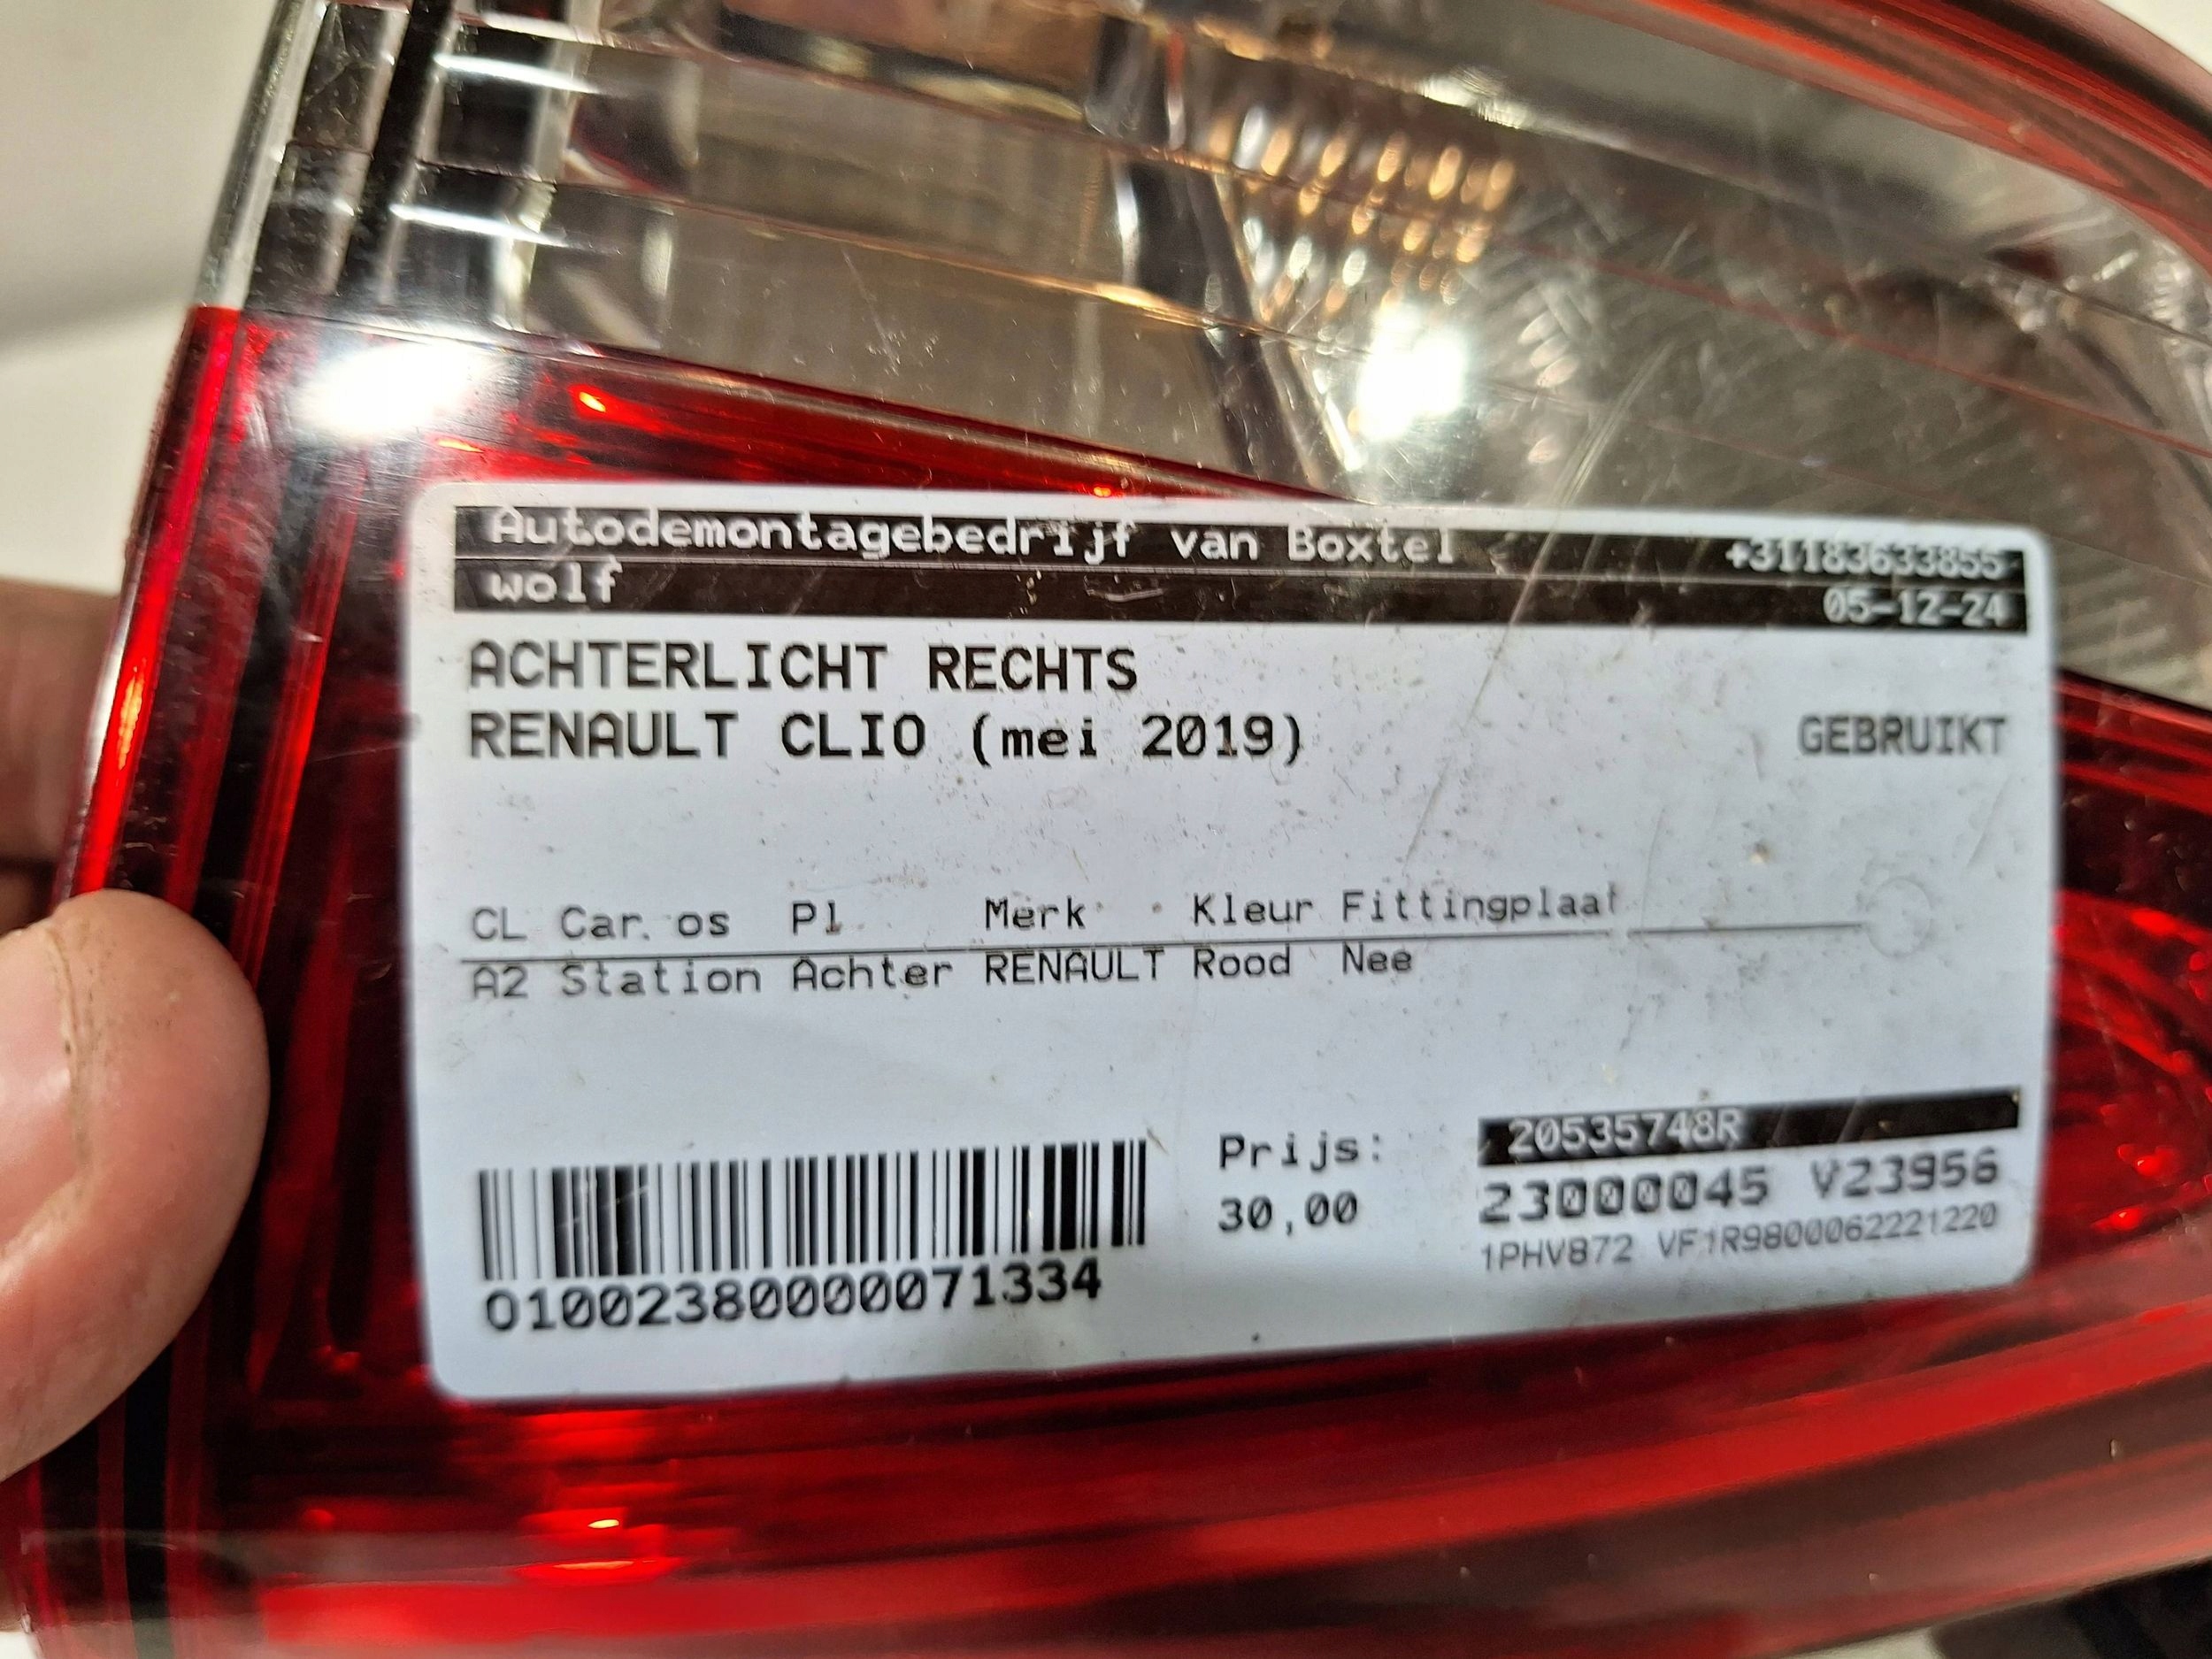 Autodemontagebedrijf van Boxtel +31183633855
wolf 05-12-24
ACHTERLICHT RECHTS
RENAULT CLIO (mei 2019) GEBRUIKT
CL Car. os Pl Merk Kleur Fittingplaat
A2 Station Achter RENAULT Rood Nee
Prijs: 20535748R
30,00 23000045 V23956
1PHV872 VF1R9800062221220
01002380000071334